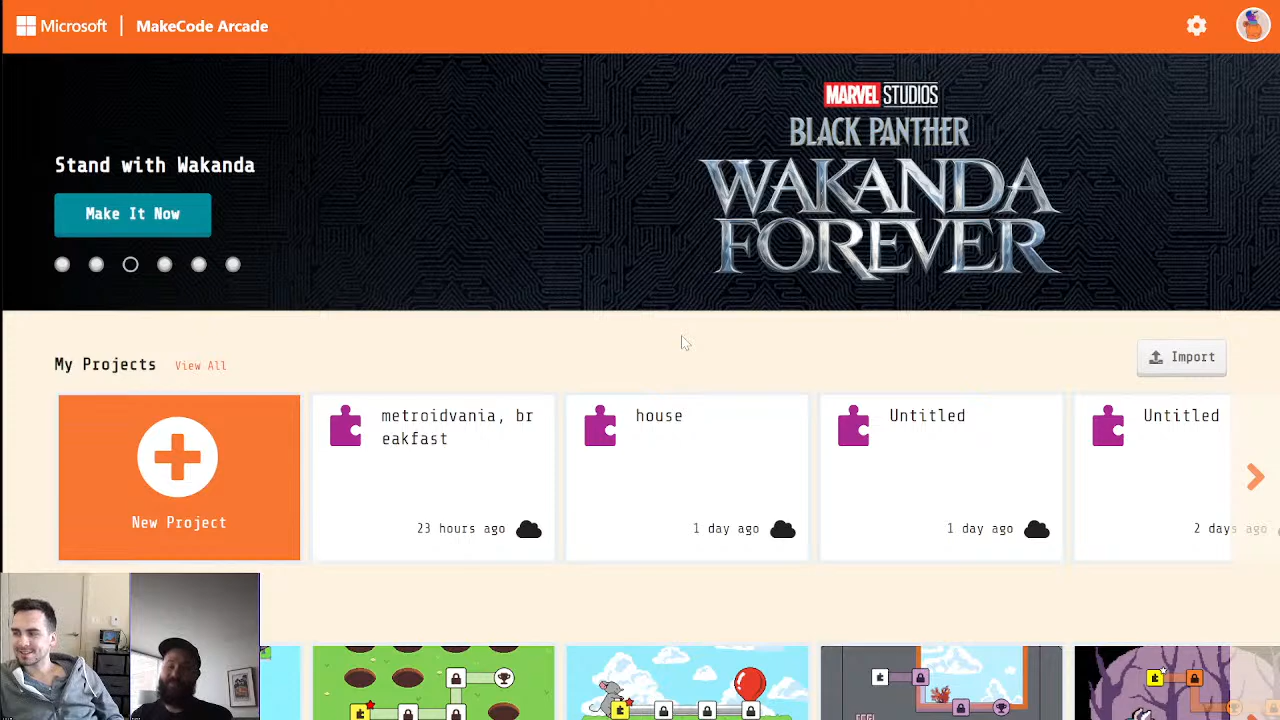 Microsoft MakeCode Arcade
MARVEL STUDIOS
BLACK PANTHER
WAKANDA
FOREVER
Stand with Wakanda
Make It Now
My Projects View All
Import
New Project
metroidvania, br
eakfast
23 hours ago
house
1 day ago
Untitled
1 day ago
Untitled
2 days ago